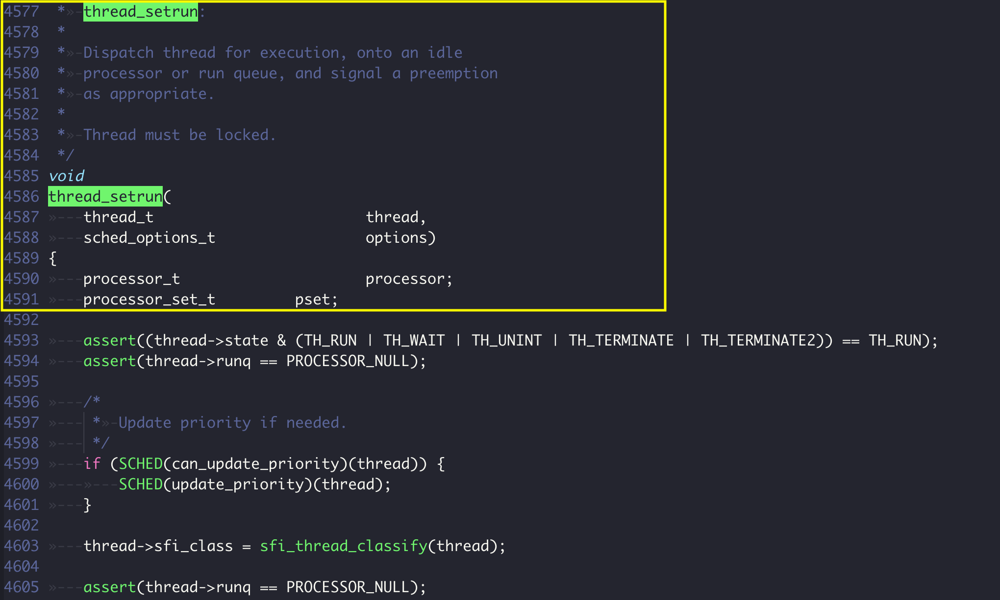 4577  *»-thread_setrun:
4578  *
4579  *»-Dispatch thread for execution, onto an idle
4580  *»-processor or run queue, and signal a preemption
4581  *»-as appropriate.
4582  *
4583  *»-Thread must be locked.
4584  */
4585 void
4586 thread_setrun(
4587 »---thread_t                        thread,
4588 »---sched_options_t                 options)
4589 {
4590 »---processor_t                     processor;
4591 »---processor_set_t         pset;
4592
4593 »---assert((thread->state & (TH_RUN | TH_WAIT | TH_UNINT | TH_TERMINATE | TH_TERMINATE2)) == TH_RUN);
4594 »---assert(thread->runq == PROCESSOR_NULL);
4595
4596 »---/*
4597 »---│*»-Update priority if needed.
4598 »---│*/
4599 »---if (SCHED(can_update_priority)(thread)) {
4600 »---»---SCHED(update_priority)(thread);
4601 »---}
4602
4603 »---thread->sfi_class = sfi_thread_classify(thread);
4604
4605 »---assert(thread->runq == PROCESSOR_NULL);